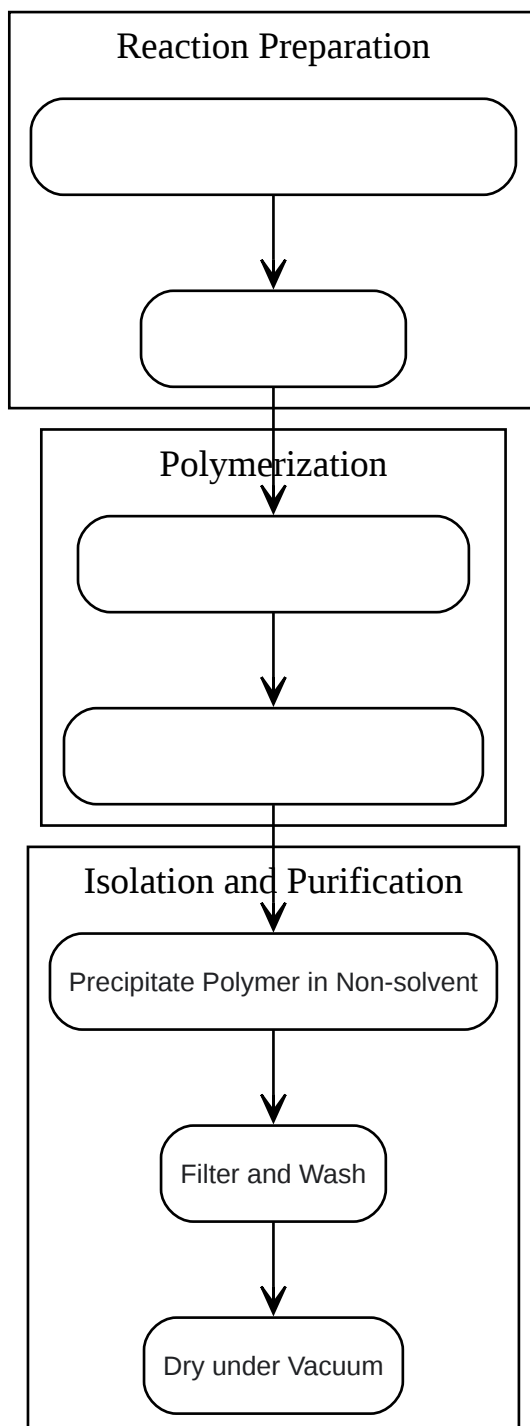 Reaction Preparation
Polymerization
Isolation and Purification
Precipitate Polymer in Non-solvent
Filter and Wash
Dry under Vacuum